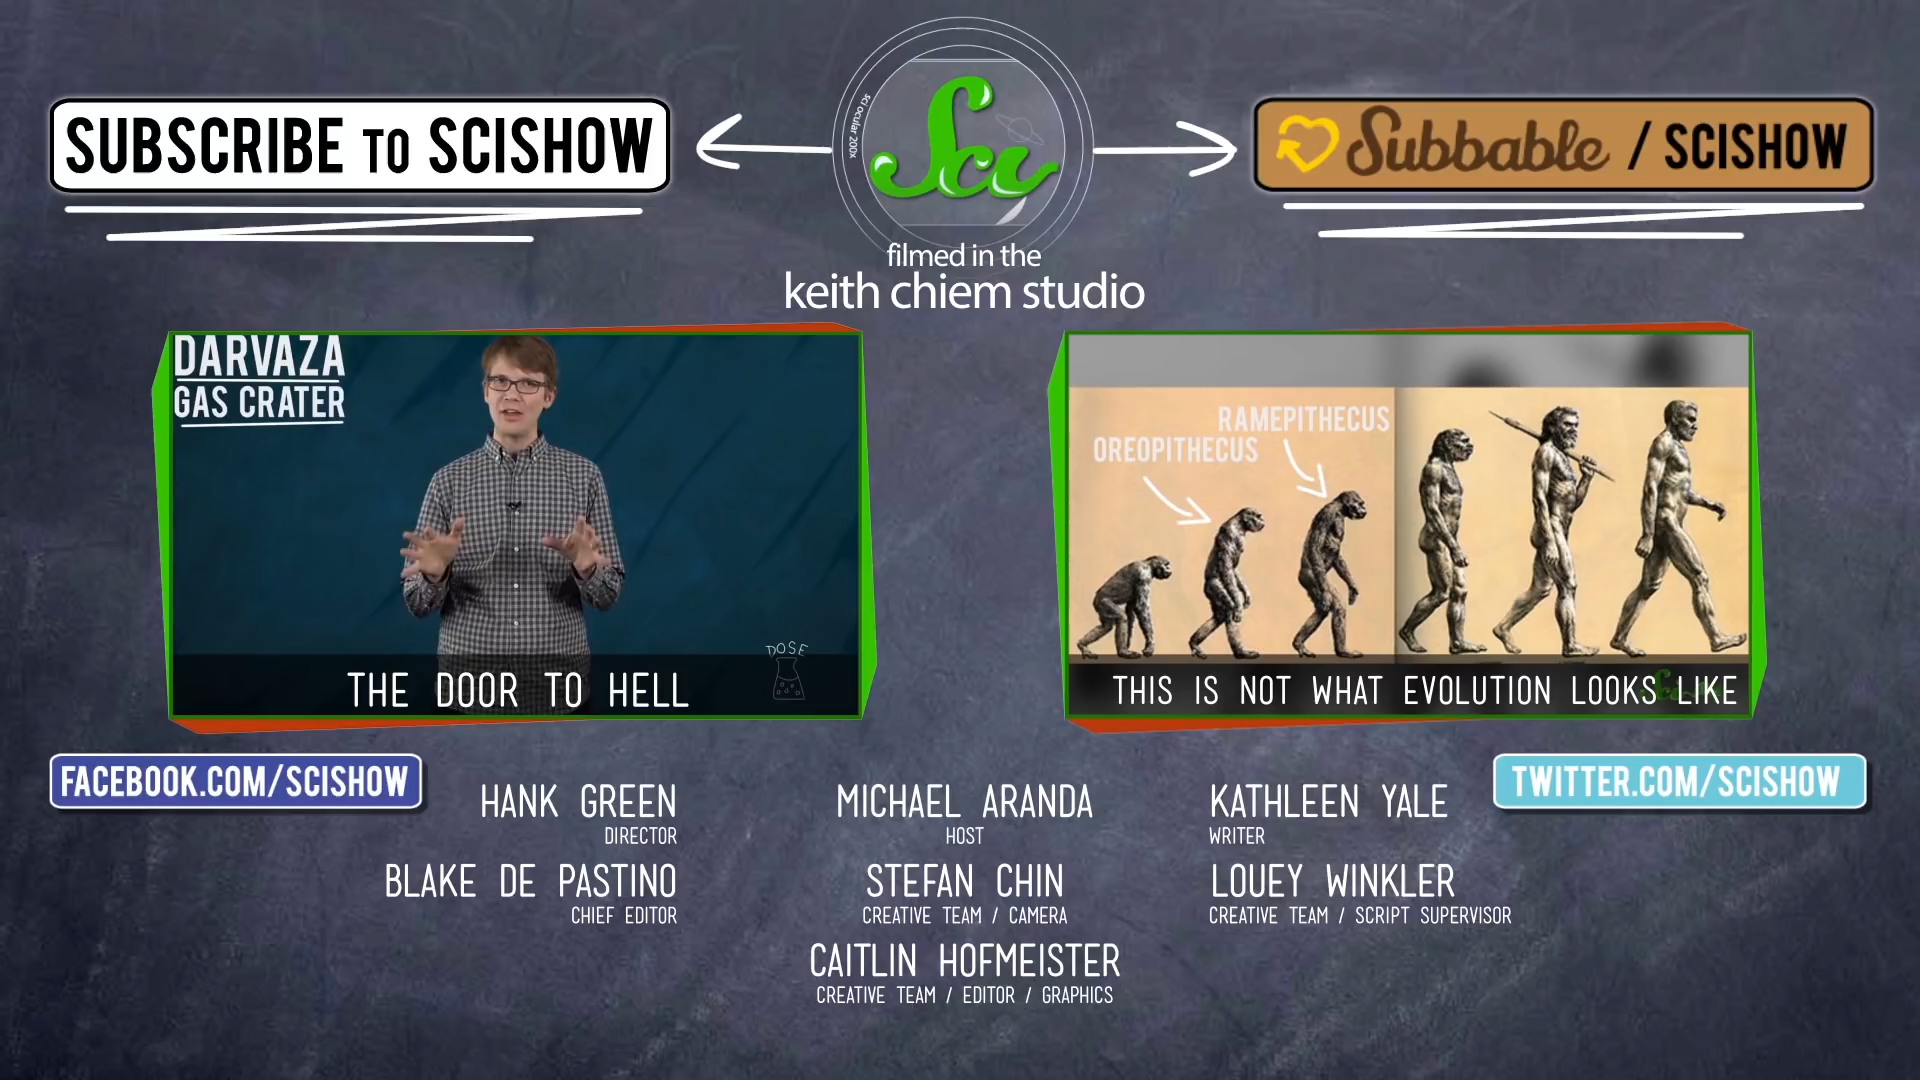 SUBSCRIBE TO SCISHOW
sci ocular 200x
Sci
Subbable / SCISHOW
filmed in the
keith chiem studio
DARVAZA
GAS CRATER
DOSE
THE DOOR TO HELL
RAMEPITHECUS
OREOPITHECUS
THIS IS NOT WHAT EVOLUTION LOOKS LIKE
FACEBOOK.COM/SCISHOW
TWITTER.COM/SCISHOW
HANK GREEN
DIRECTOR
MICHAEL ARANDA
HOST
KATHLEEN YALE
WRITER
BLAKE DE PASTINO
CHIEF EDITOR
STEFAN CHIN
CREATIVE TEAM / CAMERA
LOUEY WINKLER
CREATIVE TEAM / SCRIPT SUPERVISOR
CAITLIN HOFMEISTER
CREATIVE TEAM / EDITOR / GRAPHICS